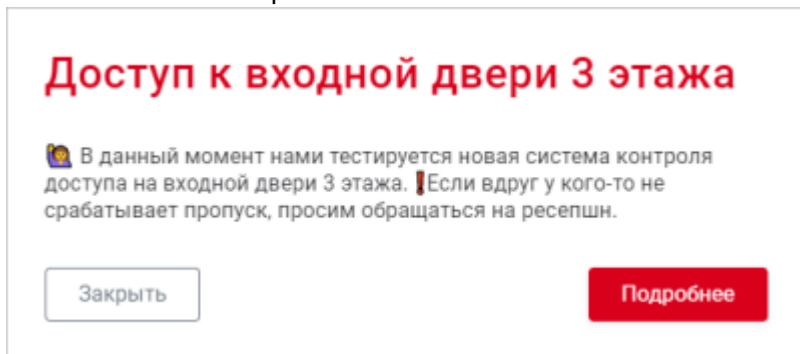 Доступ к входной двери 3 этажа
🙋 В данный момент нами тестируется новая система контроля
доступа на входной двери 3 этажа. ❗Если вдруг у кого-то не
срабатывает пропуск, просим обращаться на ресепшн.
Закрыть
Подробнее